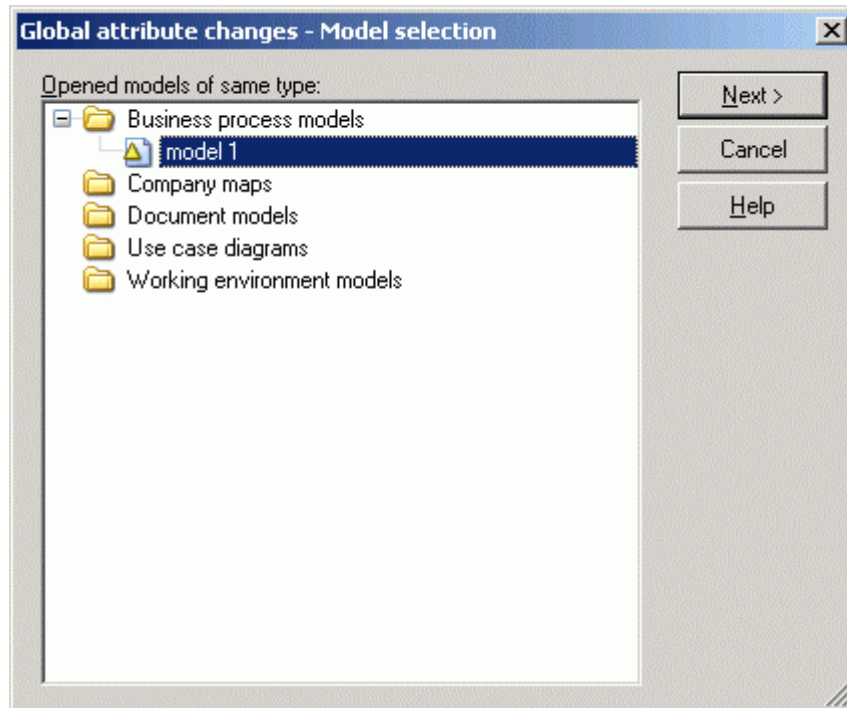 Global attribute changes - Model selection
Opened models of same type:
Business process models
model 1
Company maps
Document models
Use case diagrams
Working environment models
Next >
Cancel
Help